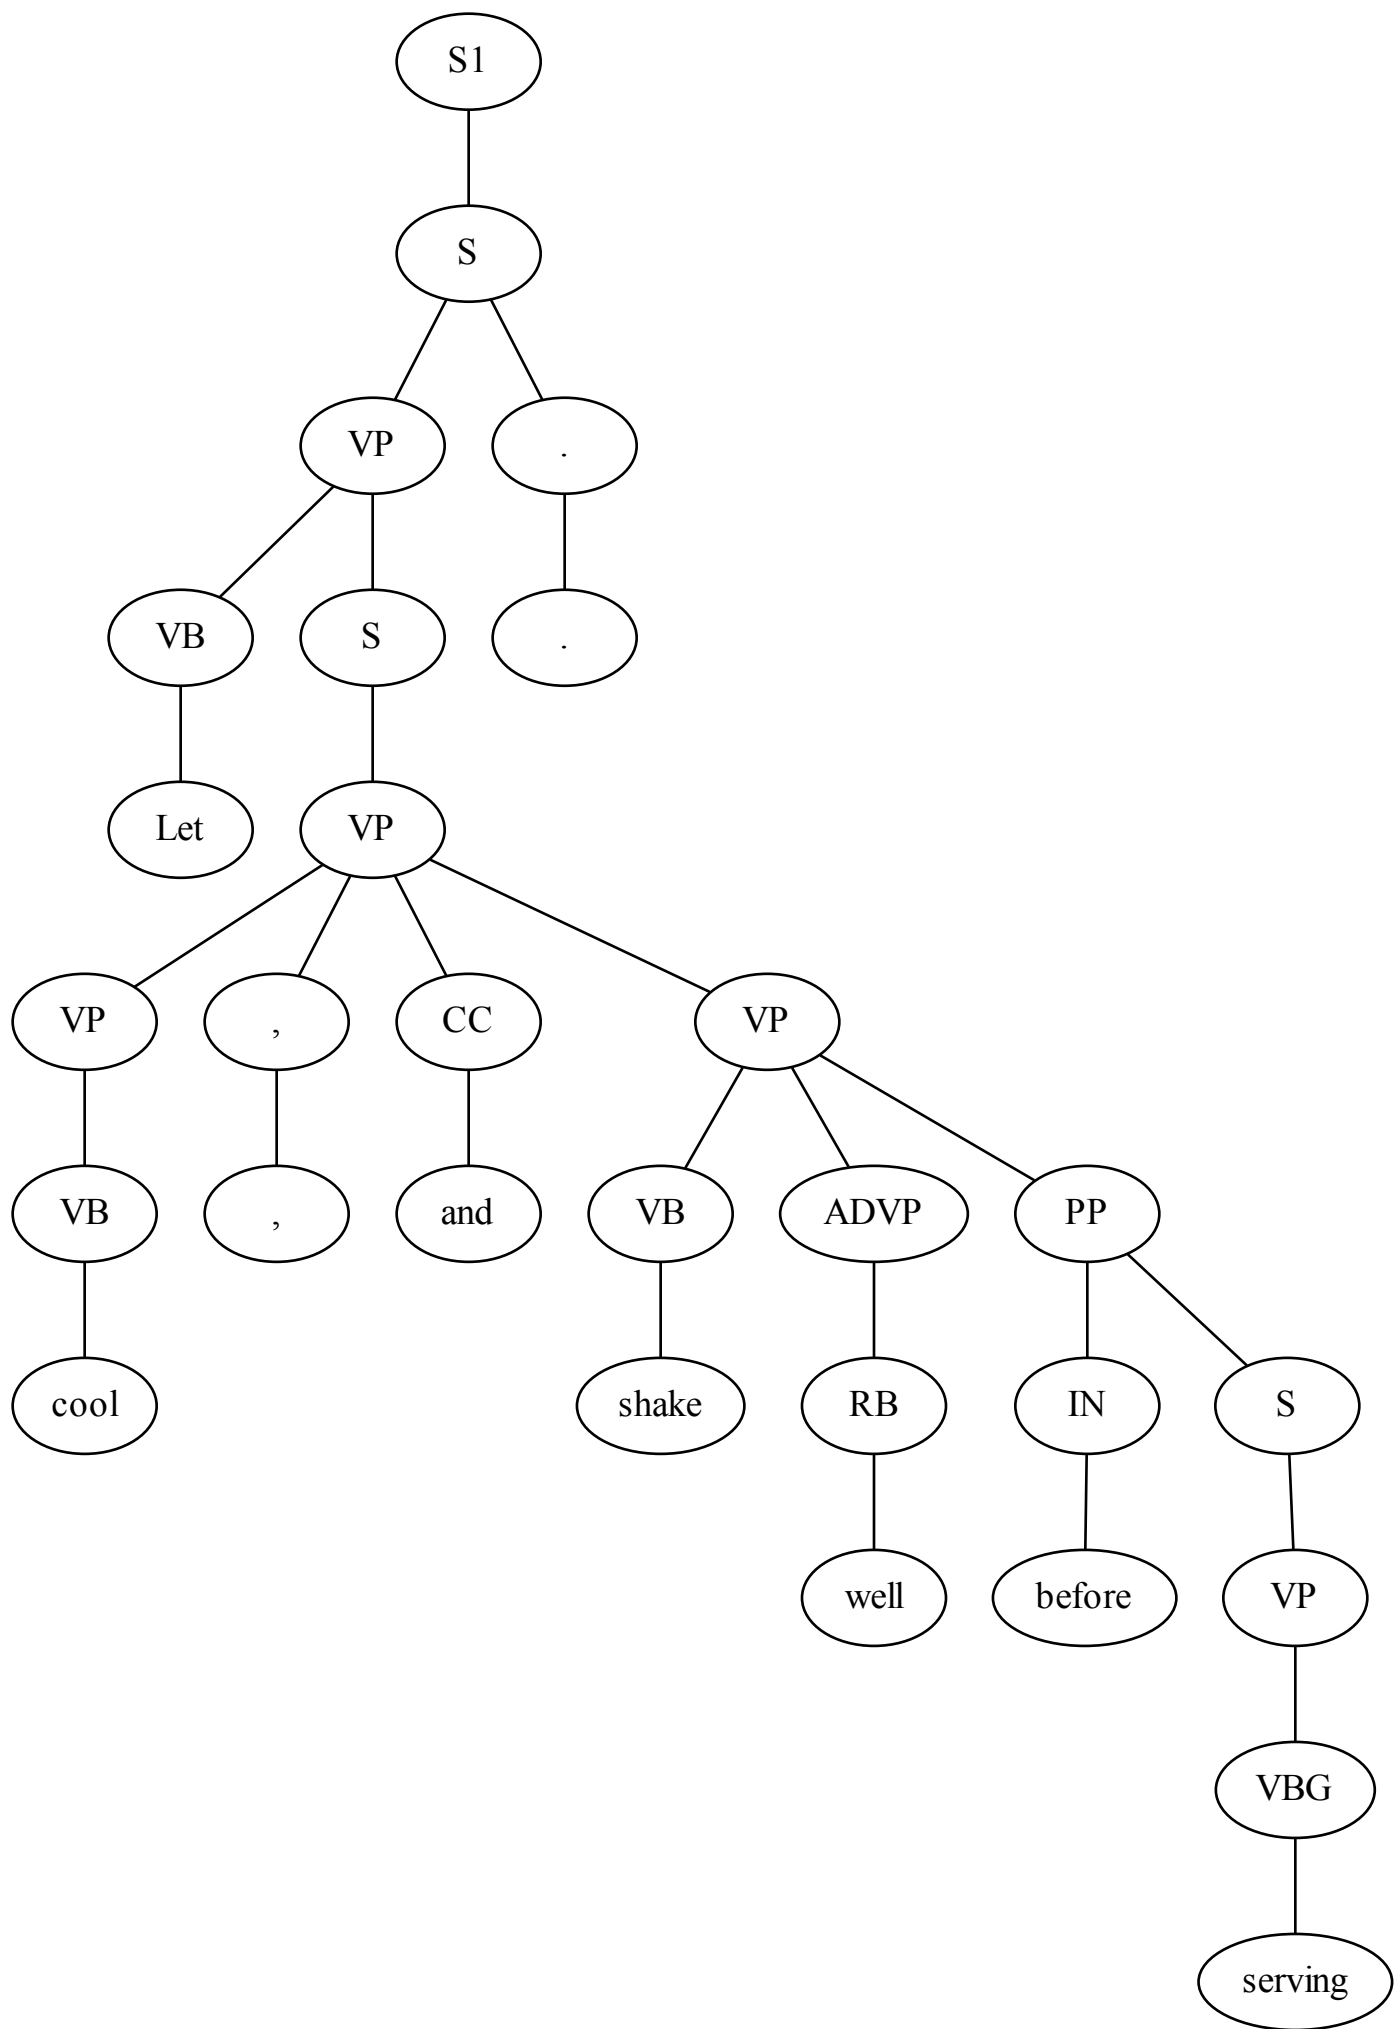 S1
S
VP .
VB S .
Let VP
VP , CC VP
VB , and VB ADVP PP
cool shake RB IN S
well before VP
VBG
serving